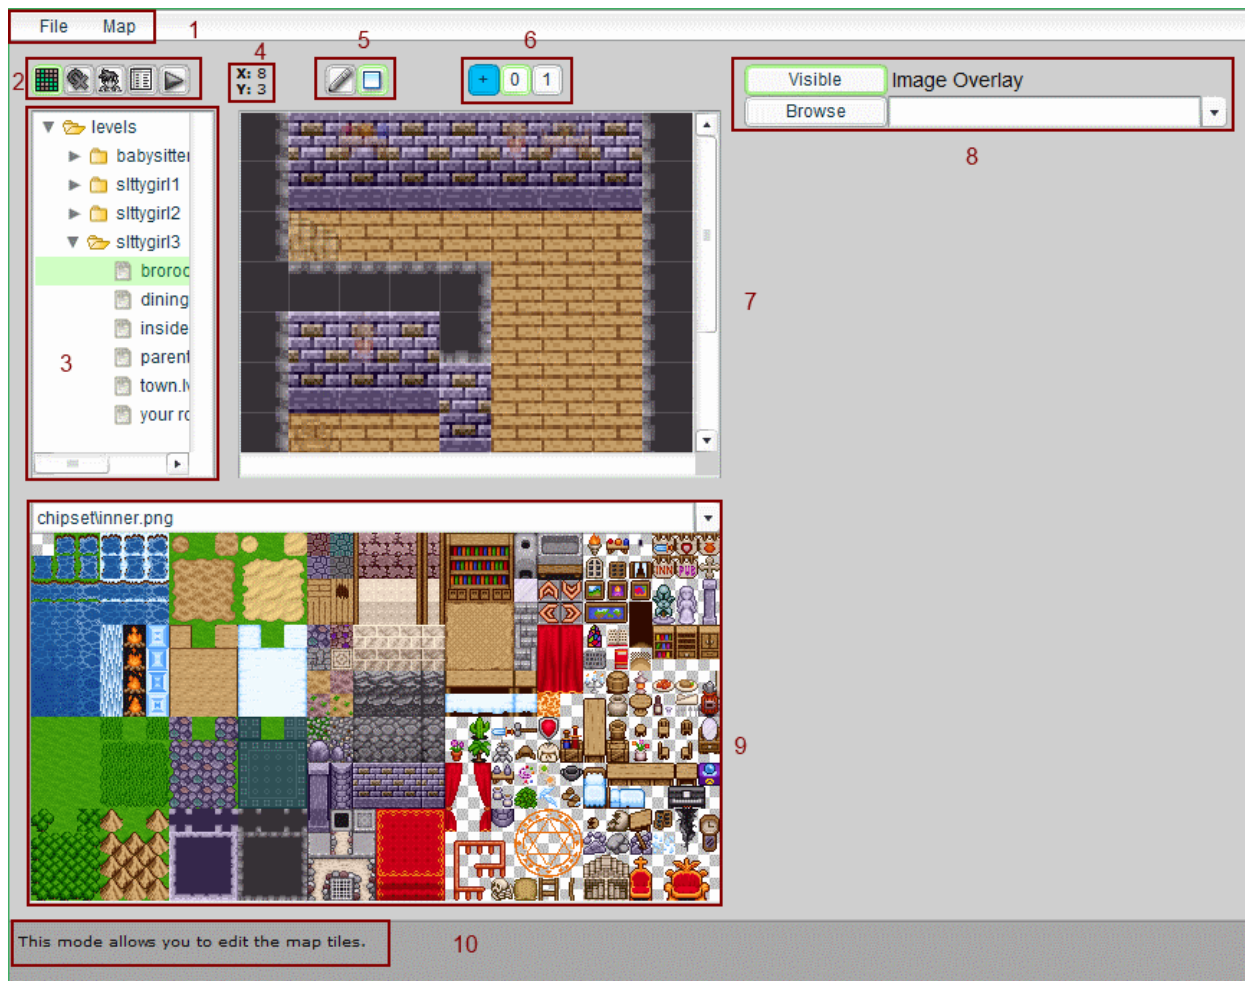 File Map 1
2
X: 8
Y: 3
4
5
+ 0 1
6
Visible Image Overlay
Browse
8
levels
babysitter
slttygirl1
slttygirl2
slttygirl3
broroc
dining
inside
parent
town.lv
your ro
3
7
chipset\inner.png
INN PUB
9
This mode allows you to edit the map tiles.
10